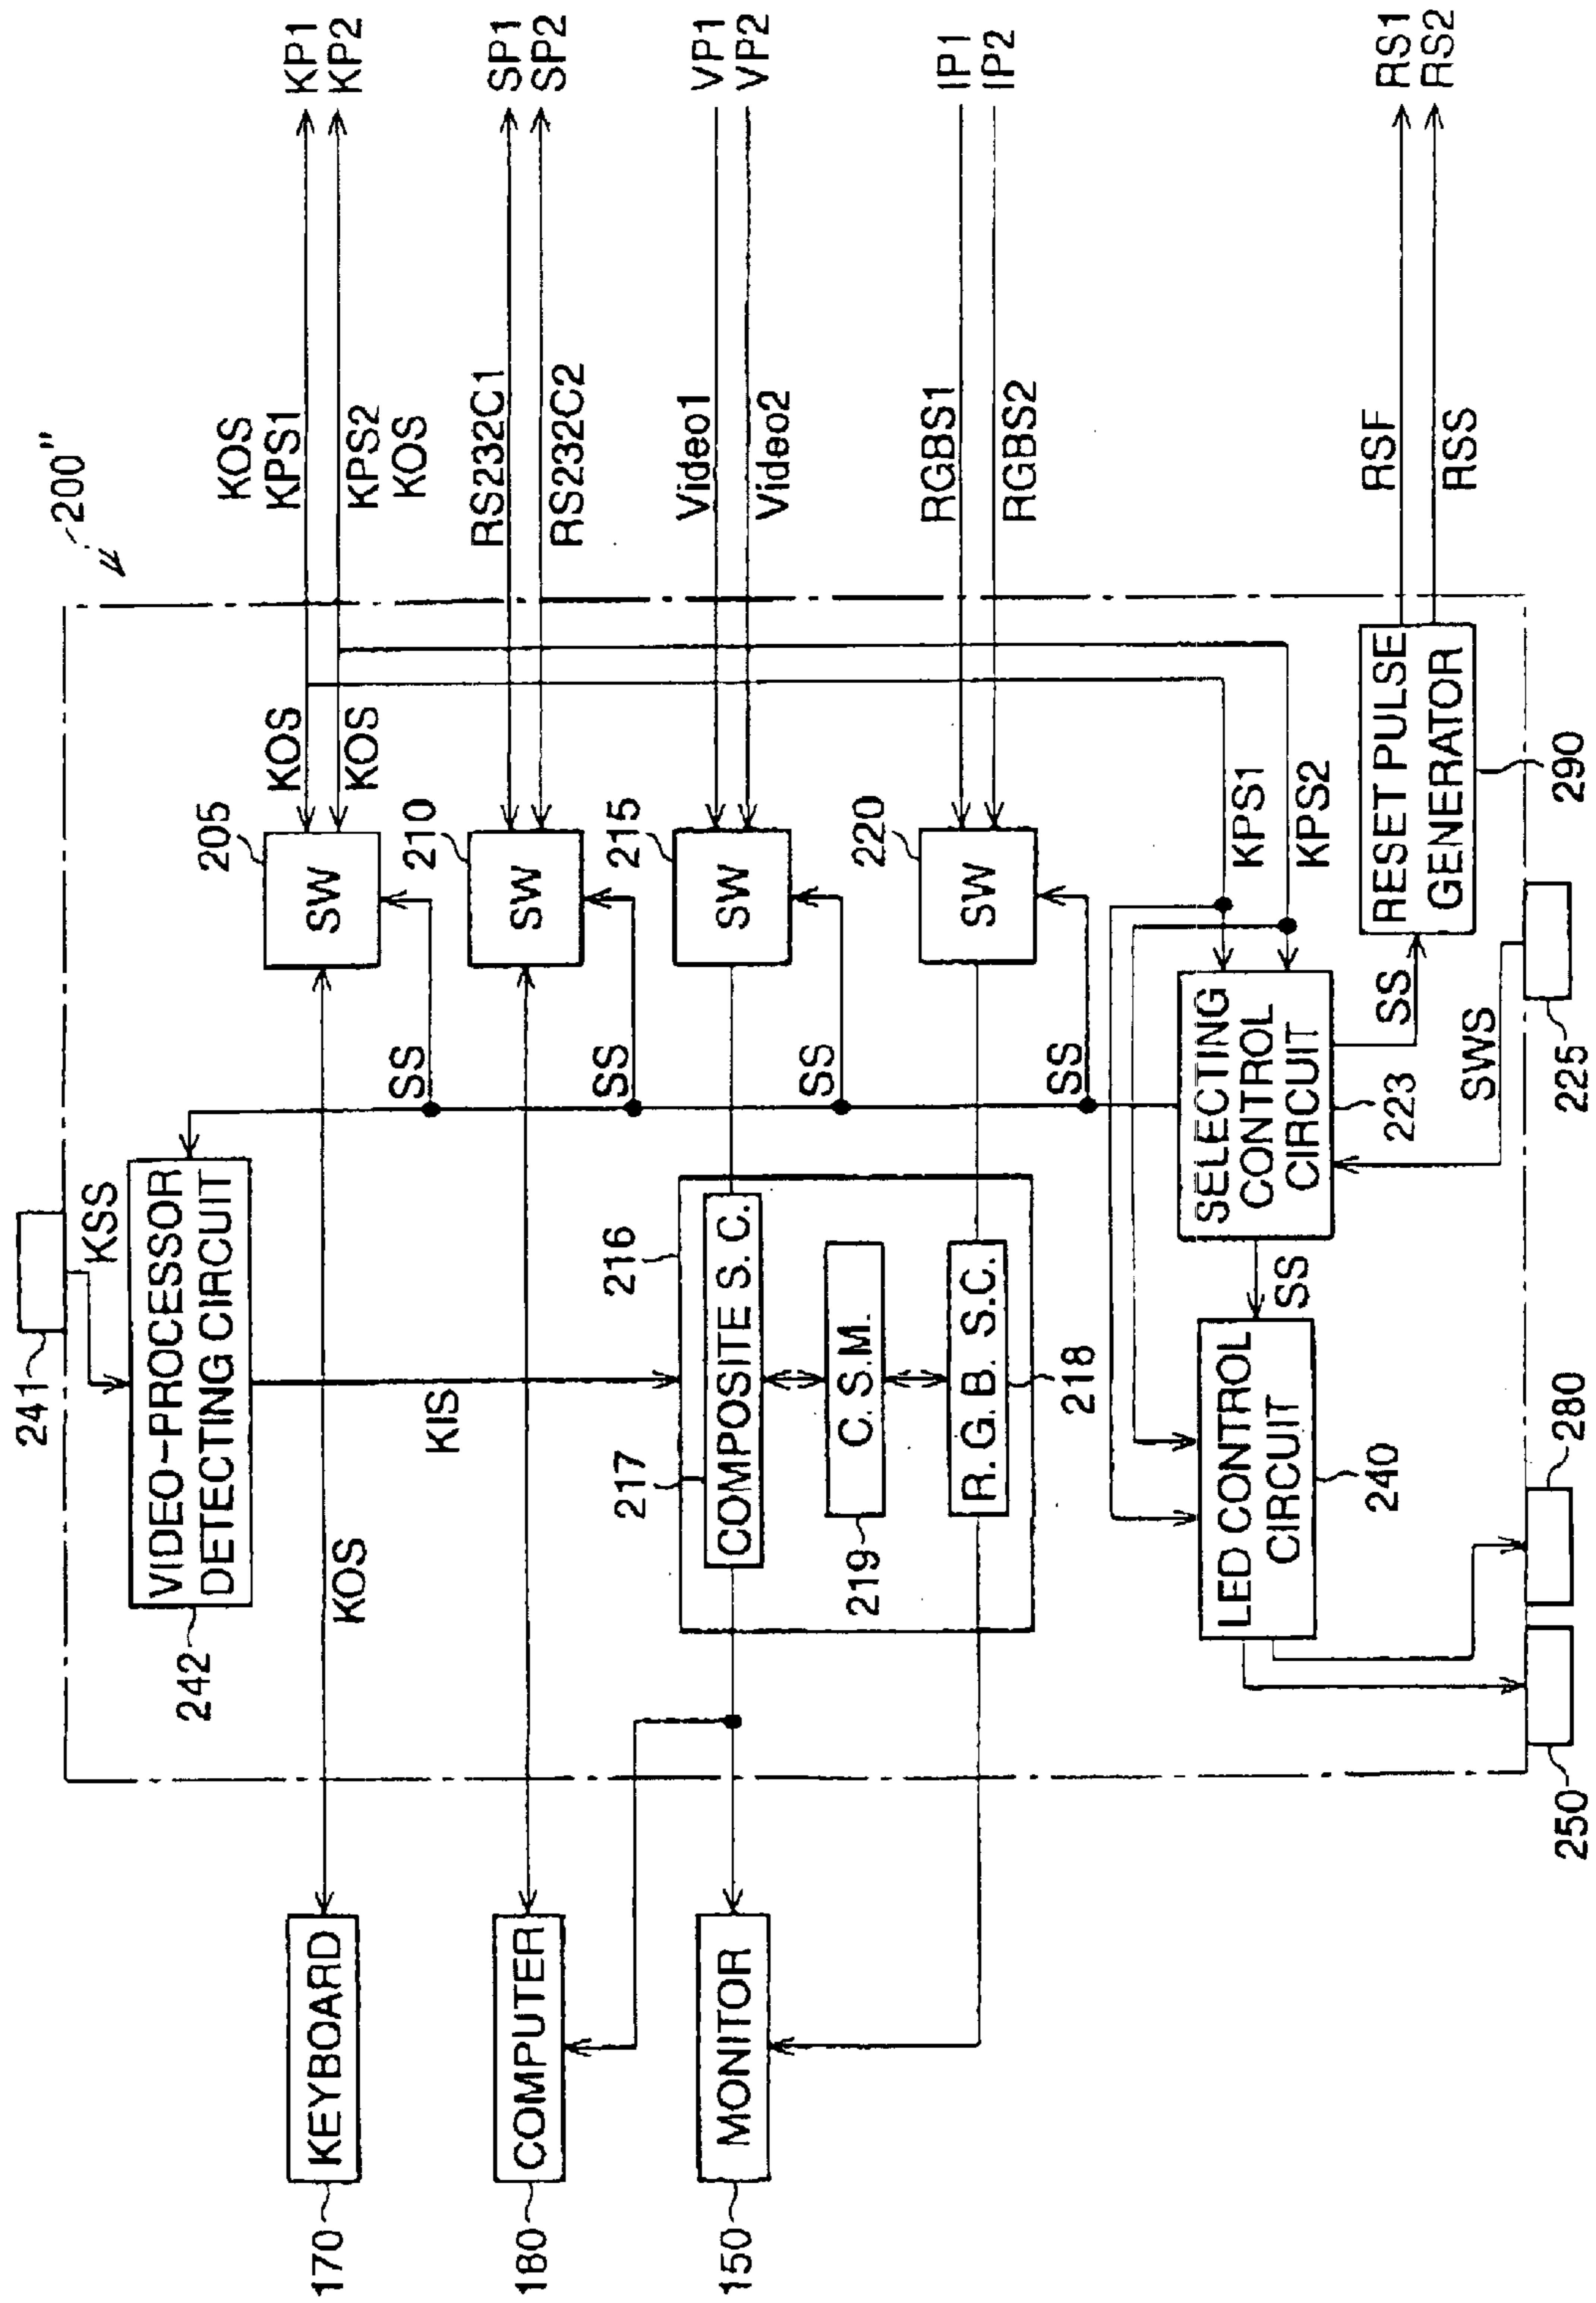 200"
KOS
KPS1
KP1
KP2
KPS2
KOS
RS232C1
SP1
SP2
RS232C2
Video1
VP1
VP2
Video2
RGBS1
IP1
IP2
RGBS2
RSF
RS1
RS2
RSS
241
KSS
242
VIDEO-PROCESSOR
DETECTING CIRCUIT
205
KOS
KOS
SW
SS
170
KEYBOARD
KOS
KIS
210
SW
SS
180
COMPUTER
215
SW
SS
216
217
COMPOSITE S. C.
150
MONITOR
219
C. S.M.
220
SW
SS
R. G. B. S.C.
218
KPS1
KPS2
SELECTING
CONTROL
CIRCUIT
223
SS
LED CONTROL
CIRCUIT
240
SS
RESET PULSE
GENERATOR
290
SWS
225
280
250